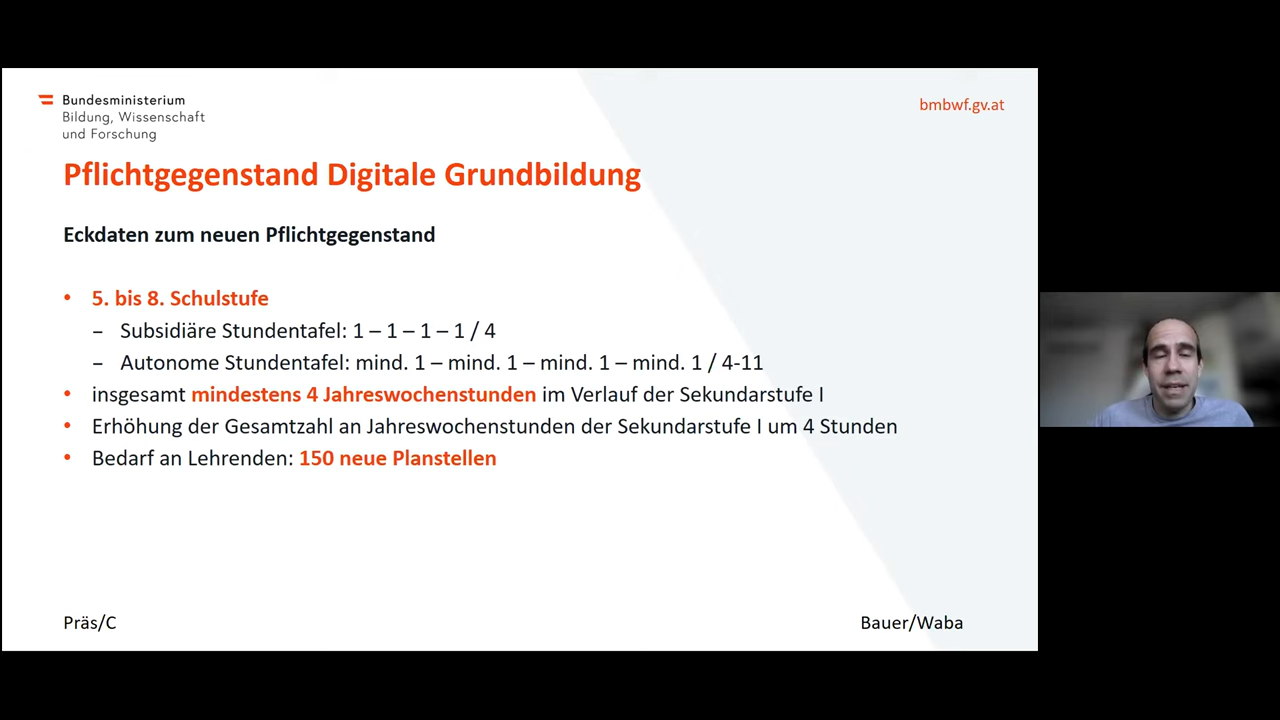 Bundesministerium
Bildung, Wissenschaft
und Forschung
bmbwf.gv.at
Pflichtgegenstand Digitale Grundbildung
Eckdaten zum neuen Pflichtgegenstand
• 5. bis 8. Schulstufe
– Subsidiäre Stundentafel: 1 – 1 – 1 – 1 / 4
– Autonome Stundentafel: mind. 1 – mind. 1 – mind. 1 – mind. 1 / 4-11
• insgesamt mindestens 4 Jahreswochenstunden im Verlauf der Sekundarstufe I
• Erhöhung der Gesamtzahl an Jahreswochenstunden der Sekundarstufe I um 4 Stunden
• Bedarf an Lehrenden: 150 neue Planstellen
Präs/C
Bauer/Waba